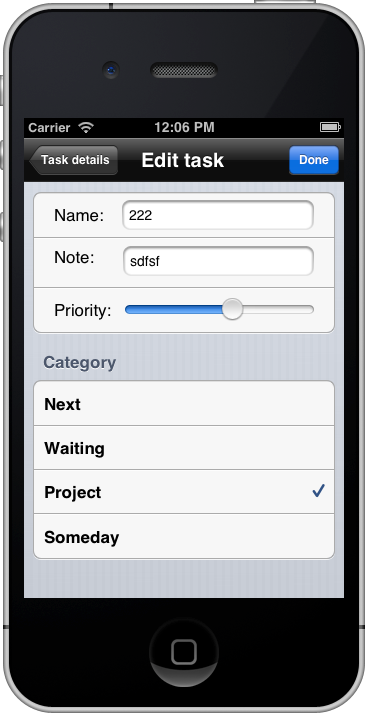 Carrier 12:06 PM
Task details Edit task Done
Name: 222
Note: sdfsf
Priority:
Category
Next
Waiting
Project
Someday